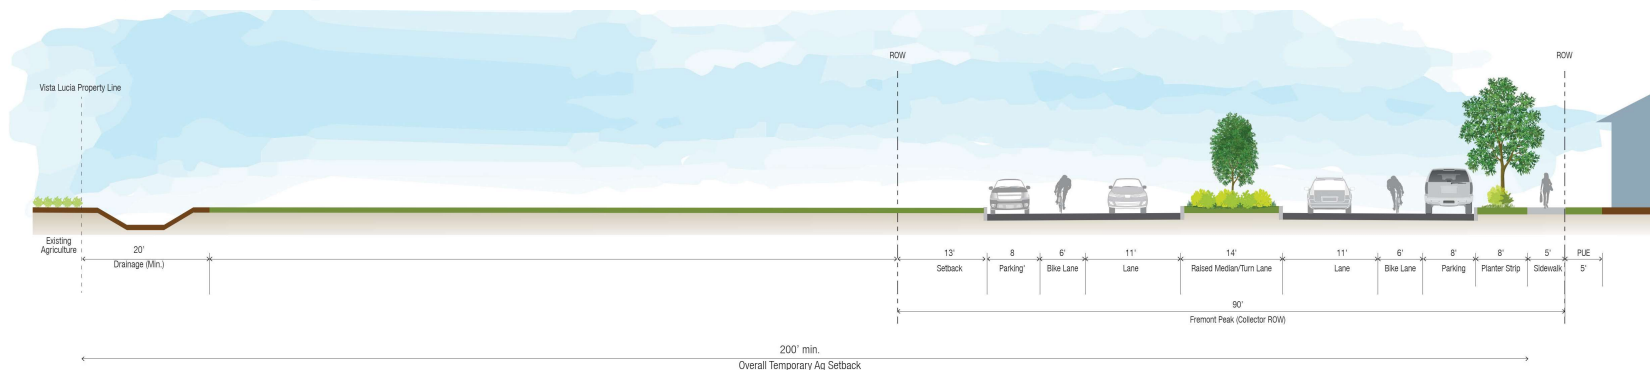 ROW
ROW
Vista Lucia Property Line
Existing
Agriculture
20'
Drainage (Min.)
13'
Setback
8
Parking'
6'
Bike Lane
11'
Lane
14'
Raised Median/Turn Lane
11'
Lane
6'
Bike Lane
8'
Parking
8'
Planter Strip
5'
Sidewalk
PUE
5'
90'
Fremont Peak (Collector ROW)
200' min.
Overall Temporary Ag Setback